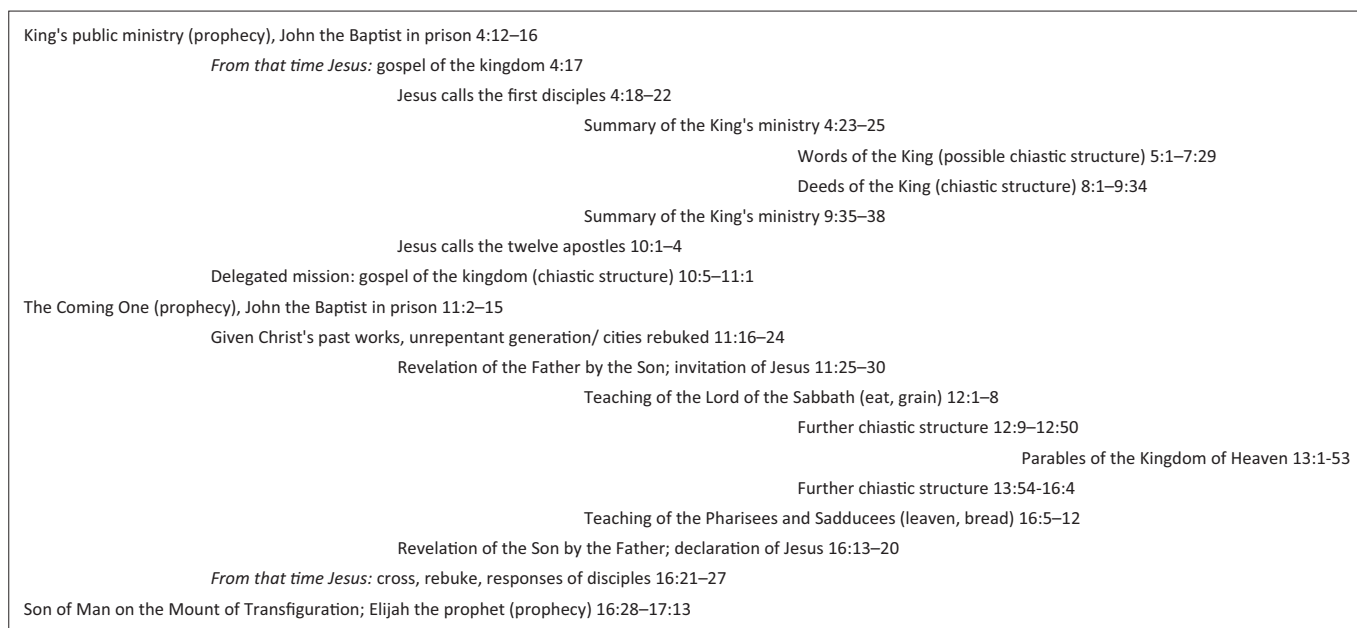 King's public ministry (prophecy), John the Baptist in prison 4:12–16
From that time Jesus: gospel of the kingdom 4:17
Jesus calls the first disciples 4:18–22
Summary of the King's ministry 4:23–25
Words of the King (possible chiastic structure) 5:1–7:29
Deeds of the King (chiastic structure) 8:1–9:34
Summary of the King's ministry 9:35–38
Jesus calls the twelve apostles 10:1–4
Delegated mission: gospel of the kingdom (chiastic structure) 10:5–11:1
The Coming One (prophecy), John the Baptist in prison 11:2–15
Given Christ's past works, unrepentant generation/ cities rebuked 11:16–24
Revelation of the Father by the Son; invitation of Jesus 11:25–30
Teaching of the Lord of the Sabbath (eat, grain) 12:1–8
Further chiastic structure 12:9–12:50
Parables of the Kingdom of Heaven 13:1-53
Further chiastic structure 13:54-16:4
Teaching of the Pharisees and Sadducees (leaven, bread) 16:5–12
Revelation of the Son by the Father; declaration of Jesus 16:13–20
From that time Jesus: cross, rebuke, responses of disciples 16:21–27
Son of Man on the Mount of Transfiguration; Elijah the prophet (prophecy) 16:28–17:13